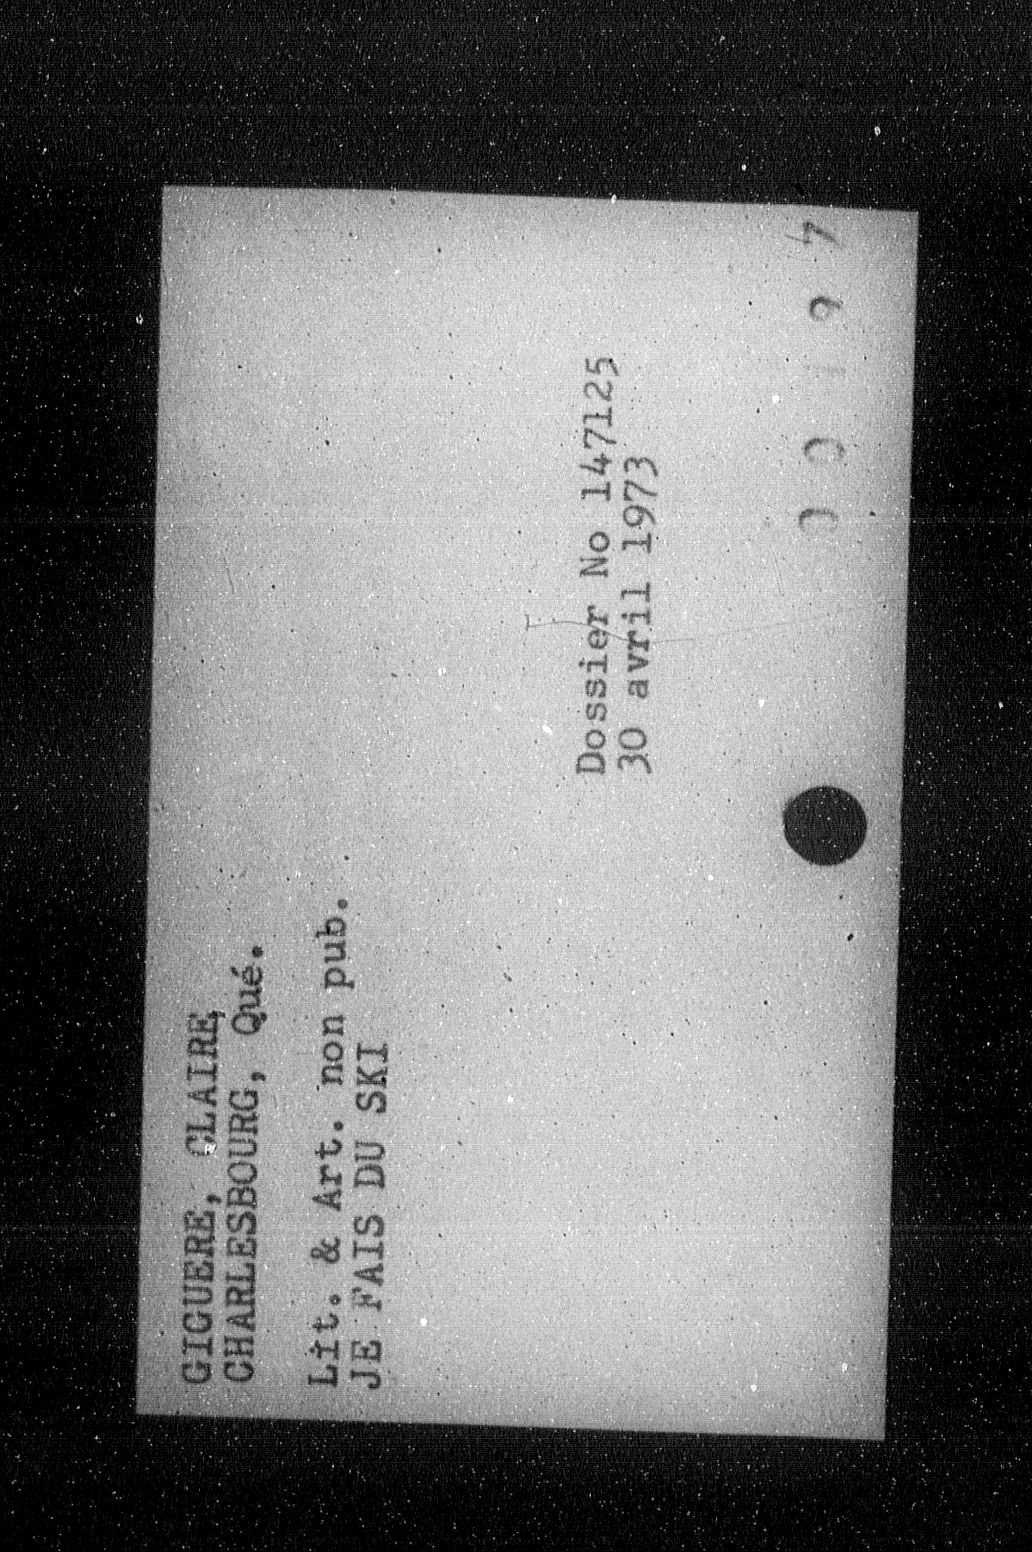 GIGUERE, CLAIRE
CHARLESBOURG, Qué.
Lit. & Art. non pub.
JE FAIS DU SKI
Dossier No 147125
30 avril 1973